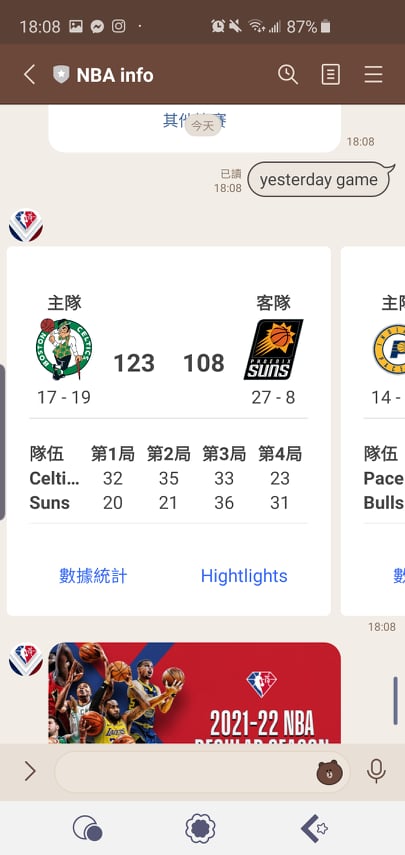 18:08
87%
NBA info
其他比賽
今天
18:08
已讀
18:08
yesterday game
主隊
客隊
主隊
BOSTON CELTICS
PHOENIX
SUNS
123
108
17 - 19
27 - 8
14 -
隊伍 第1局 第2局 第3局 第4局
Celti... 32 35 33 23
Suns 20 21 36 31
隊伍
Pace
Bulls
數據統計
Hightlights
數
18:08
2021-22 NBA
REGULAR SEASON